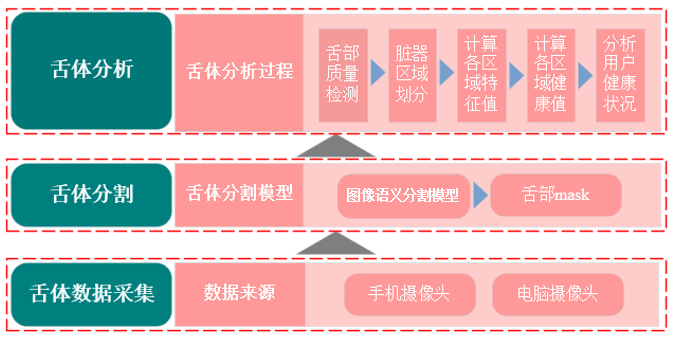 舌体分析
舌体分析过程
舌部
质量
检测
脏器
区域
划分
计算
各区
域特
征值
计算
各区
域健
康值
分析
用户
健康
状况
舌体分割
舌体分割模型
图像语义分割模型
舌部mask
舌体数据采集
数据来源
手机摄像头
电脑摄像头